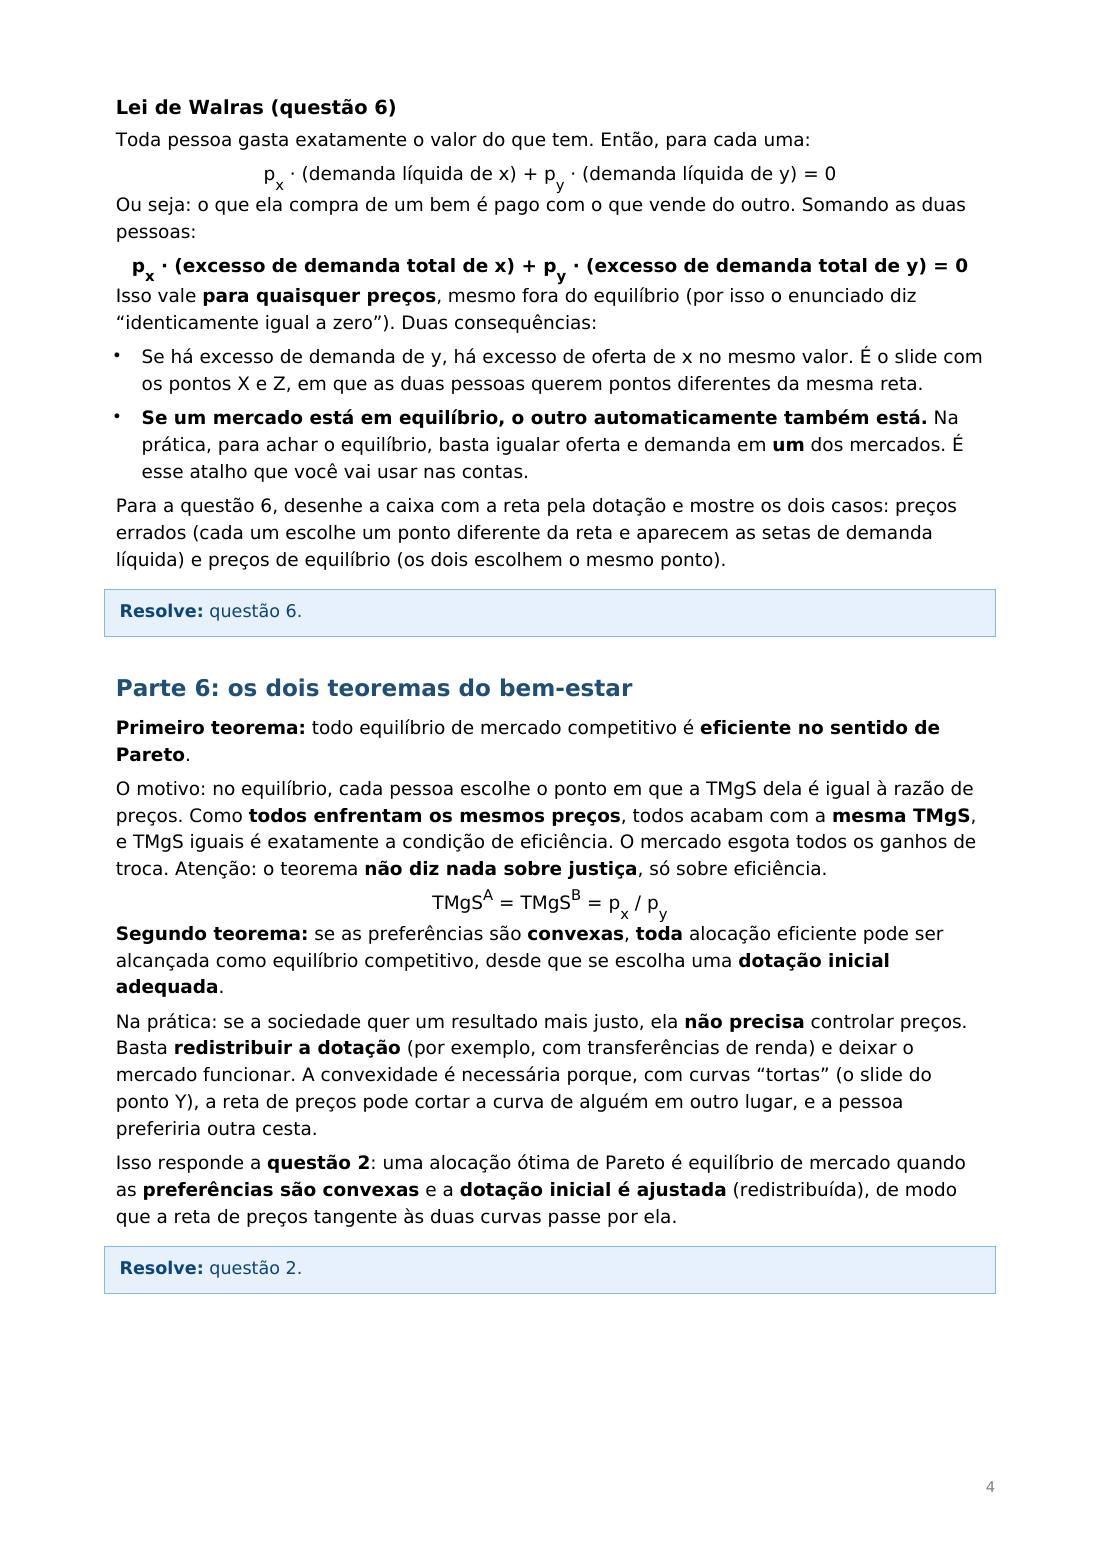 Lei de Walras (questão 6)
Toda pessoa gasta exatamente o valor do que tem. Então, para cada uma:
px · (demanda líquida de x) + py · (demanda líquida de y) = 0
Ou seja: o que ela compra de um bem é pago com o que vende do outro. Somando as duas
pessoas:
px · (excesso de demanda total de x) + py · (excesso de demanda total de y) = 0
Isso vale para quaisquer preços, mesmo fora do equilíbrio (por isso o enunciado diz
“identicamente igual a zero”). Duas consequências:
• Se há excesso de demanda de y, há excesso de oferta de x no mesmo valor. É o slide com
os pontos X e Z, em que as duas pessoas querem pontos diferentes da mesma reta.
• Se um mercado está em equilíbrio, o outro automaticamente também está. Na
prática, para achar o equilíbrio, basta igualar oferta e demanda em um dos mercados. É
esse atalho que você vai usar nas contas.
Para a questão 6, desenhe a caixa com a reta pela dotação e mostre os dois casos: preços
errados (cada um escolhe um ponto diferente da reta e aparecem as setas de demanda
líquida) e preços de equilíbrio (os dois escolhem o mesmo ponto).
Resolve: questão 6.
Parte 6: os dois teoremas do bem-estar
Primeiro teorema: todo equilíbrio de mercado competitivo é eficiente no sentido de
Pareto.
O motivo: no equilíbrio, cada pessoa escolhe o ponto em que a TMgS dela é igual à razão de
preços. Como todos enfrentam os mesmos preços, todos acabam com a mesma TMgS,
e TMgS iguais é exatamente a condição de eficiência. O mercado esgota todos os ganhos de
troca. Atenção: o teorema não diz nada sobre justiça, só sobre eficiência.
TMgSA = TMgSB = px / py
Segundo teorema: se as preferências são convexas, toda alocação eficiente pode ser
alcançada como equilíbrio competitivo, desde que se escolha uma dotação inicial
adequada.
Na prática: se a sociedade quer um resultado mais justo, ela não precisa controlar preços.
Basta redistribuir a dotação (por exemplo, com transferências de renda) e deixar o
mercado funcionar. A convexidade é necessária porque, com curvas “tortas” (o slide do
ponto Y), a reta de preços pode cortar a curva de alguém em outro lugar, e a pessoa
preferiria outra cesta.
Isso responde a questão 2: uma alocação ótima de Pareto é equilíbrio de mercado quando
as preferências são convexas e a dotação inicial é ajustada (redistribuída), de modo
que a reta de preços tangente às duas curvas passe por ela.
Resolve: questão 2.
4